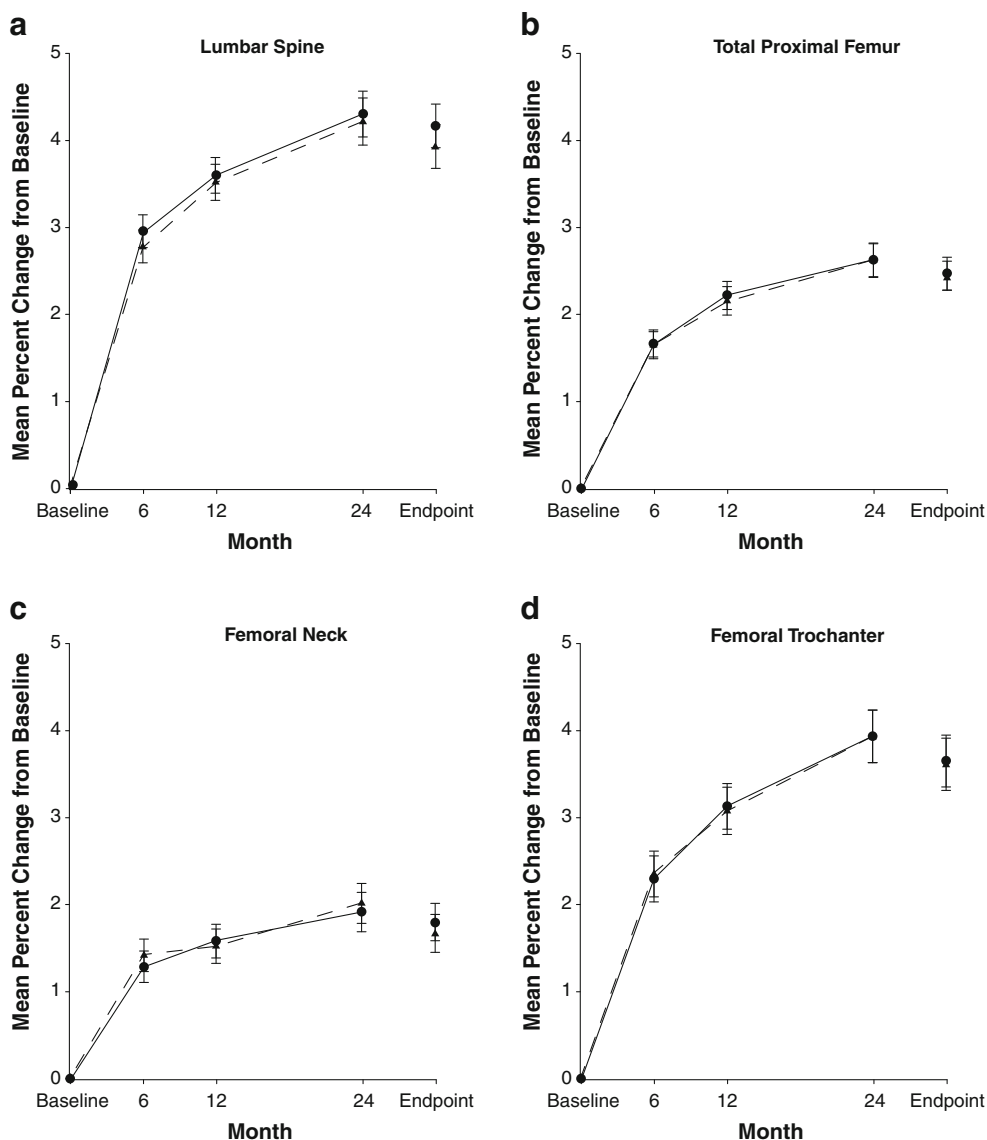 a
Lumbar Spine
Mean Percent Change from Baseline
5
4
3
2
1
0
Baseline 6 12 24 Endpoint
Month
b
Total Proximal Femur
Mean Percent Change from Baseline
5
4
3
2
1
0
Baseline 6 12 24 Endpoint
Month
c
Femoral Neck
Mean Percent Change from Baseline
5
4
3
2
1
0
Baseline 6 12 24 Endpoint
Month
d
Femoral Trochanter
Mean Percent Change from Baseline
5
4
3
2
1
0
Baseline 6 12 24 Endpoint
Month